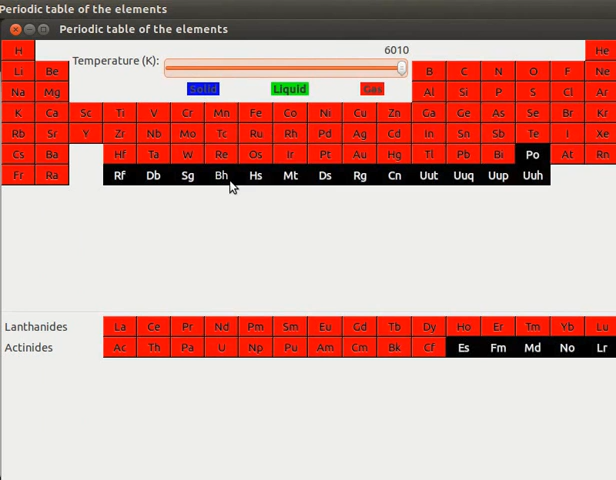 Periodic table of the elements
Periodic table of the elements
6010
Temperature (K):
Solid Liquid Gas
H He
Li Be B C N O F Ne
Na Mg Al Si P S Cl Ar
K Ca Sc Ti V Cr Mn Fe Co Ni Cu Zn Ga Ge As Se Br Kr
Rb Sr Y Zr Nb Mo Tc Ru Rh Pd Ag Cd In Sn Sb Te I Xe
Cs Ba Hf Ta W Re Os Ir Pt Au Hg Tl Pb Bi Po At Rn
Fr Ra Rf Db Sg Bh Hs Mt Ds Rg Cn Uut Uuq Uup Uuh
Lanthanides La Ce Pr Nd Pm Sm Eu Gd Tb Dy Ho Er Tm Yb Lu
Actinides Ac Th Pa U Np Pu Am Cm Bk Cf Es Fm Md No Lr